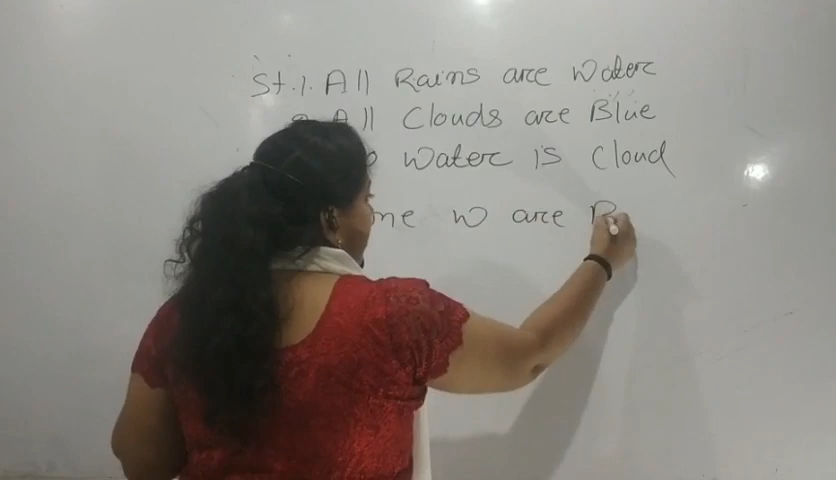 St.1. All Rains are Water
All Clouds are Blue
Water is Cloud
me w are B